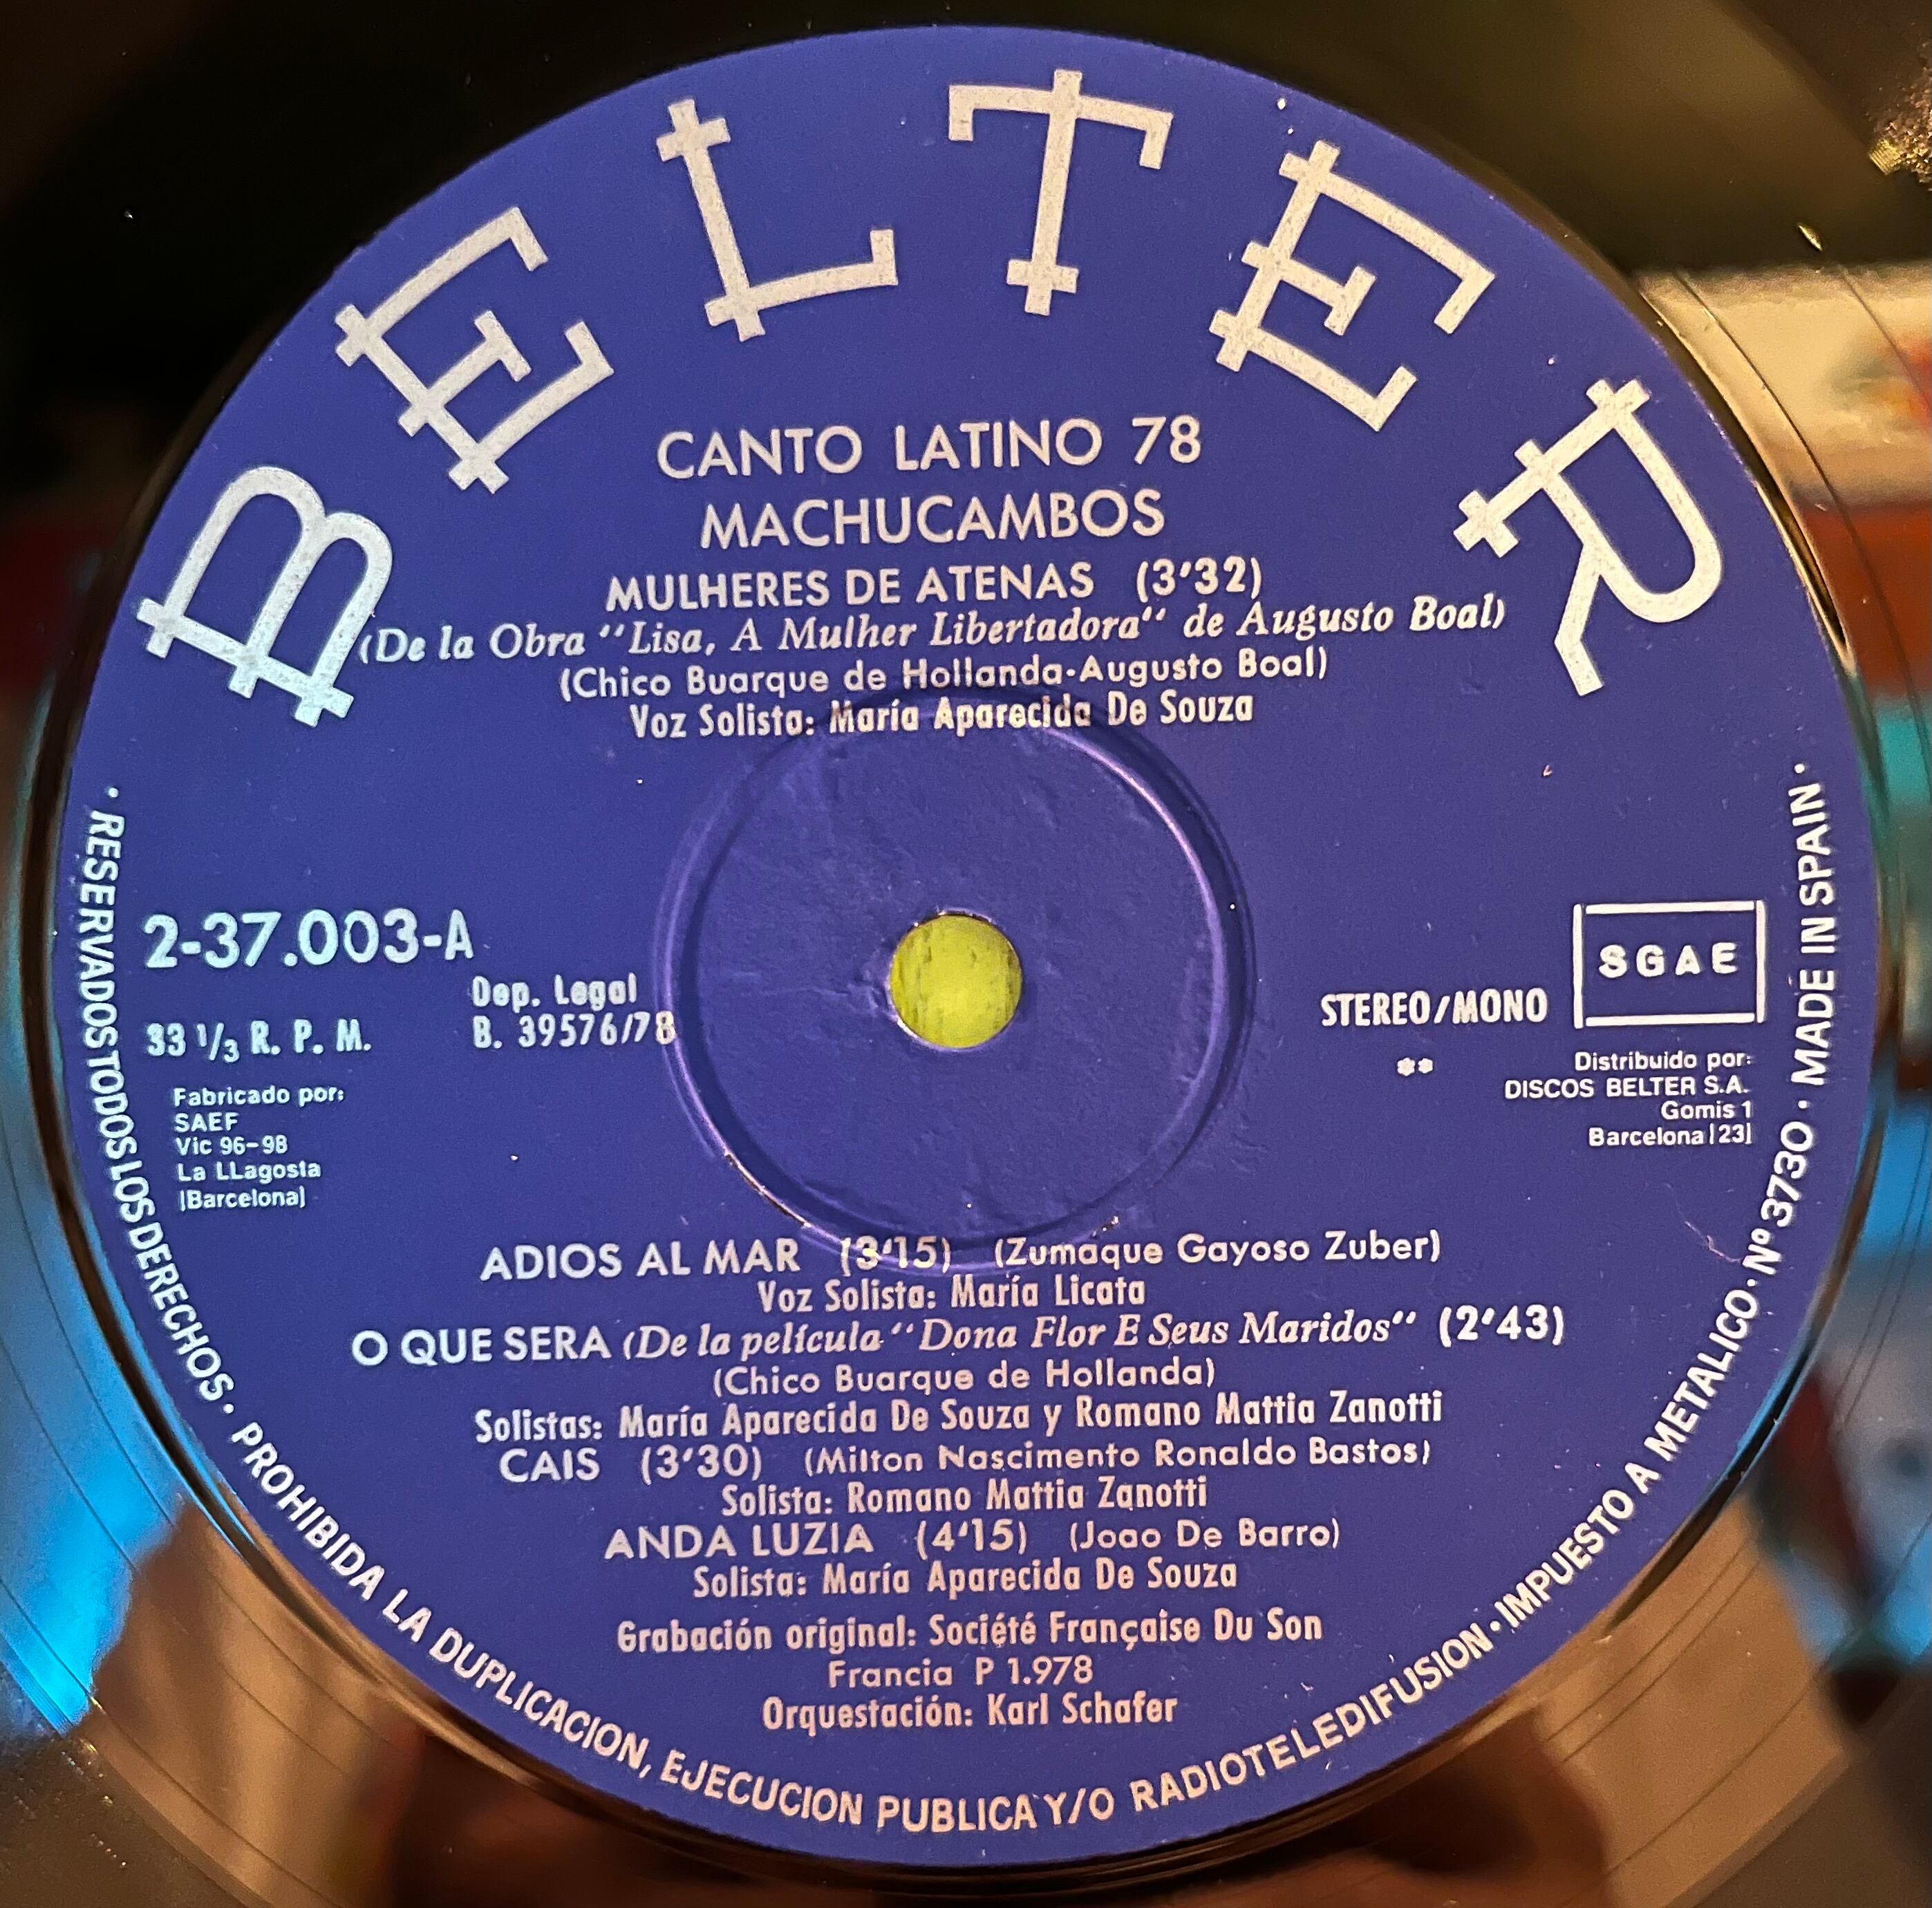 BELTER
CANTO LATINO 78
MACHUCAMBOS
MULHERES DE ATENAS (3'32)
(De la Obra "Lisa, A Mulher Libertadora" de Augusto Boal)
(Chico Buarque de Hollanda-Augusto Boal)
Voz Solista: María Aparecida De Souza
2-37.003-A
Dep. Legal
B. 39576/78
33 1/3 R. P. M.
Fabricado por:
SAEF
Vic 96-98
La LLagosta
(Barcelona)
SGAE
STEREO/MONO
**
Distribuido por:
DISCOS BELTER S.A.
Gomis 1
Barcelona (23)
ADIOS AL MAR (3'15) (Zumaque Gayoso Zuber)
Voz Solista: María Licata
O QUE SERA (De la película "Dona Flor E Seus Maridos" (2'43)
(Chico Buarque de Hollanda)
Solistas: María Aparecida De Souza y Romano Mattia Zanotti
CAIS (3'30) (Milton Nascimento Ronaldo Bastos)
Solista: Romano Mattia Zanotti
ANDA LUZIA (4'15) (Joao De Barro)
Solista: María Aparecida De Souza
Grabación original: Société Française Du Son
Francia P 1.978
Orquestación: Karl Schafer
· RESERVADOS TODOS LOS DERECHOS · PROHIBIDA LA DUPLICACION, EJECUCION PUBLICA Y/O RADIOTELEDIFUSION · IMPUESTO A METALICO · Nº 3730 · MADE IN SPAIN ·